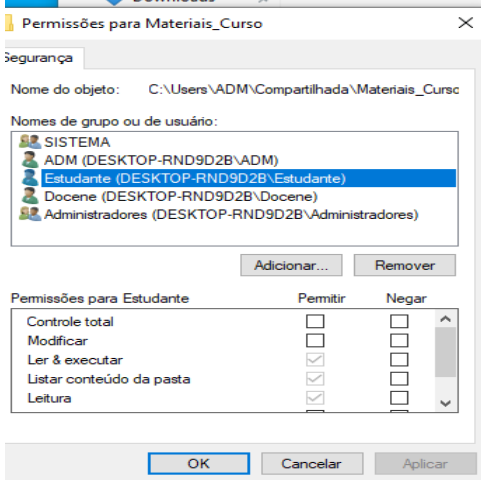 Downloads
Permissões para Materiais_Curso
Segurança
Nome do objeto: C:\Users\ADM\Compartilhada\Materiais_Curso
Nomes de grupo ou de usuário:
SISTEMA
ADM (DESKTOP-RND9D2B\ADM)
Estudante (DESKTOP-RND9D2B\Estudante)
Docene (DESKTOP-RND9D2B\Docene)
Administradores (DESKTOP-RND9D2B\Administradores)
Adicionar... Remover
Permissões para Estudante Permitir Negar
Controle total
Modificar
Ler & executar
Listar conteúdo da pasta
Leitura
OK Cancelar Aplicar